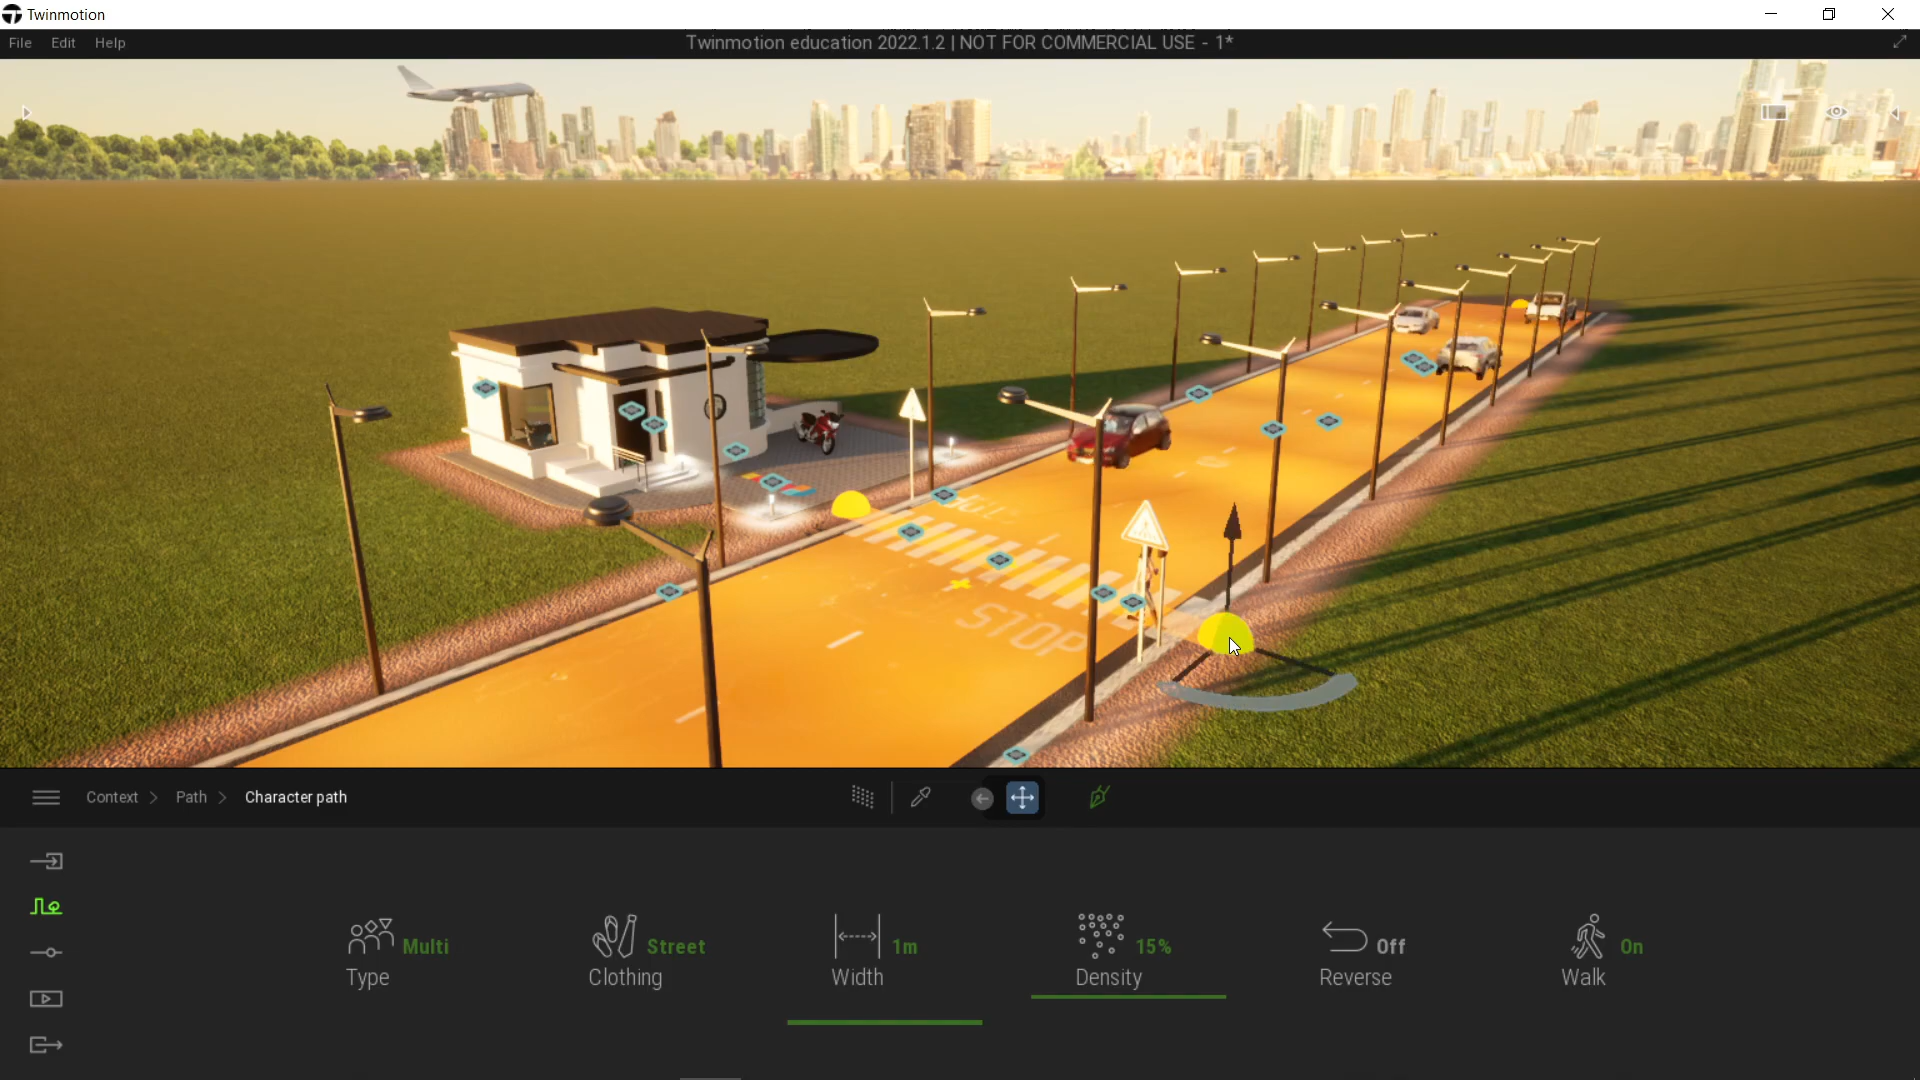 Twinmotion
File Edit Help
Twinmotion education 2022.1.2 | NOT FOR COMMERCIAL USE - 1*
STOP
Context Path Character path
Multi
Type
Street
Clothing
1m
Width
15%
Density
Off
Reverse
On
Walk